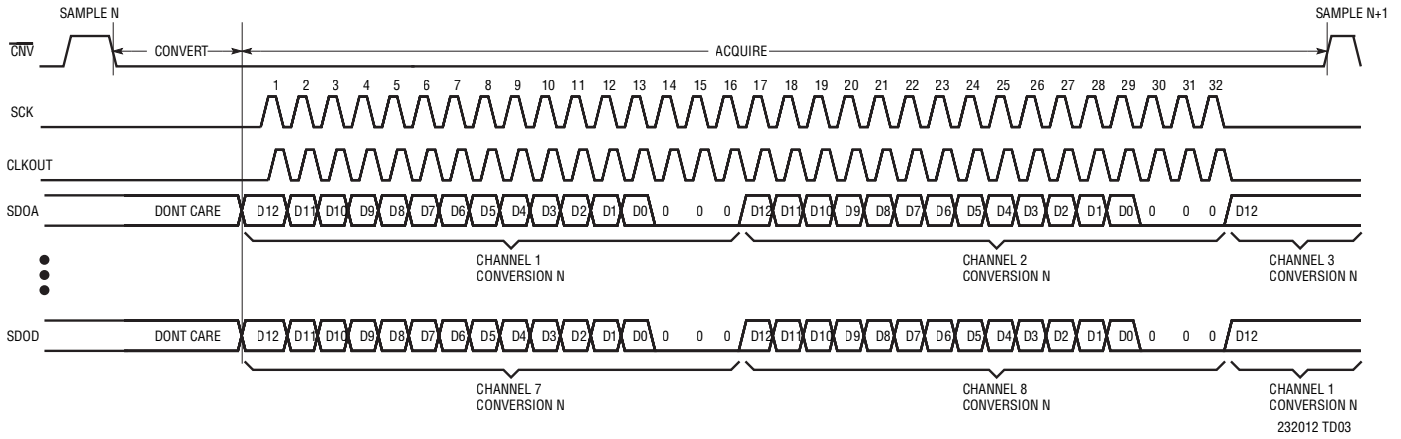 SAMPLE N
SAMPLE N+1
CNV
CONVERT
ACQUIRE
1 2 3 4 5 6 7 8 9 10 11 12 13 14 15 16 17 18 19 20 21 22 23 24 25 26 27 28 29 30 31 32
SCK
CLKOUT
SDOA DONT CARE D12 D11 D10 D9 D8 D7 D6 D5 D4 D3 D2 D1 D0 0 0 0 D12 D11 D10 D9 D8 D7 D6 D5 D4 D3 D2 D1 D0 0 0 0 D12
CHANNEL 1
CONVERSION N
CHANNEL 2
CONVERSION N
CHANNEL 3
CONVERSION N
SDOD DONT CARE D12 D11 D10 D9 D8 D7 D6 D5 D4 D3 D2 D1 D0 0 0 0 D12 D11 D10 D9 D8 D7 D6 D5 D4 D3 D2 D1 D0 0 0 0 D12
CHANNEL 7
CONVERSION N
CHANNEL 8
CONVERSION N
CHANNEL 1
CONVERSION N
232012 TD03